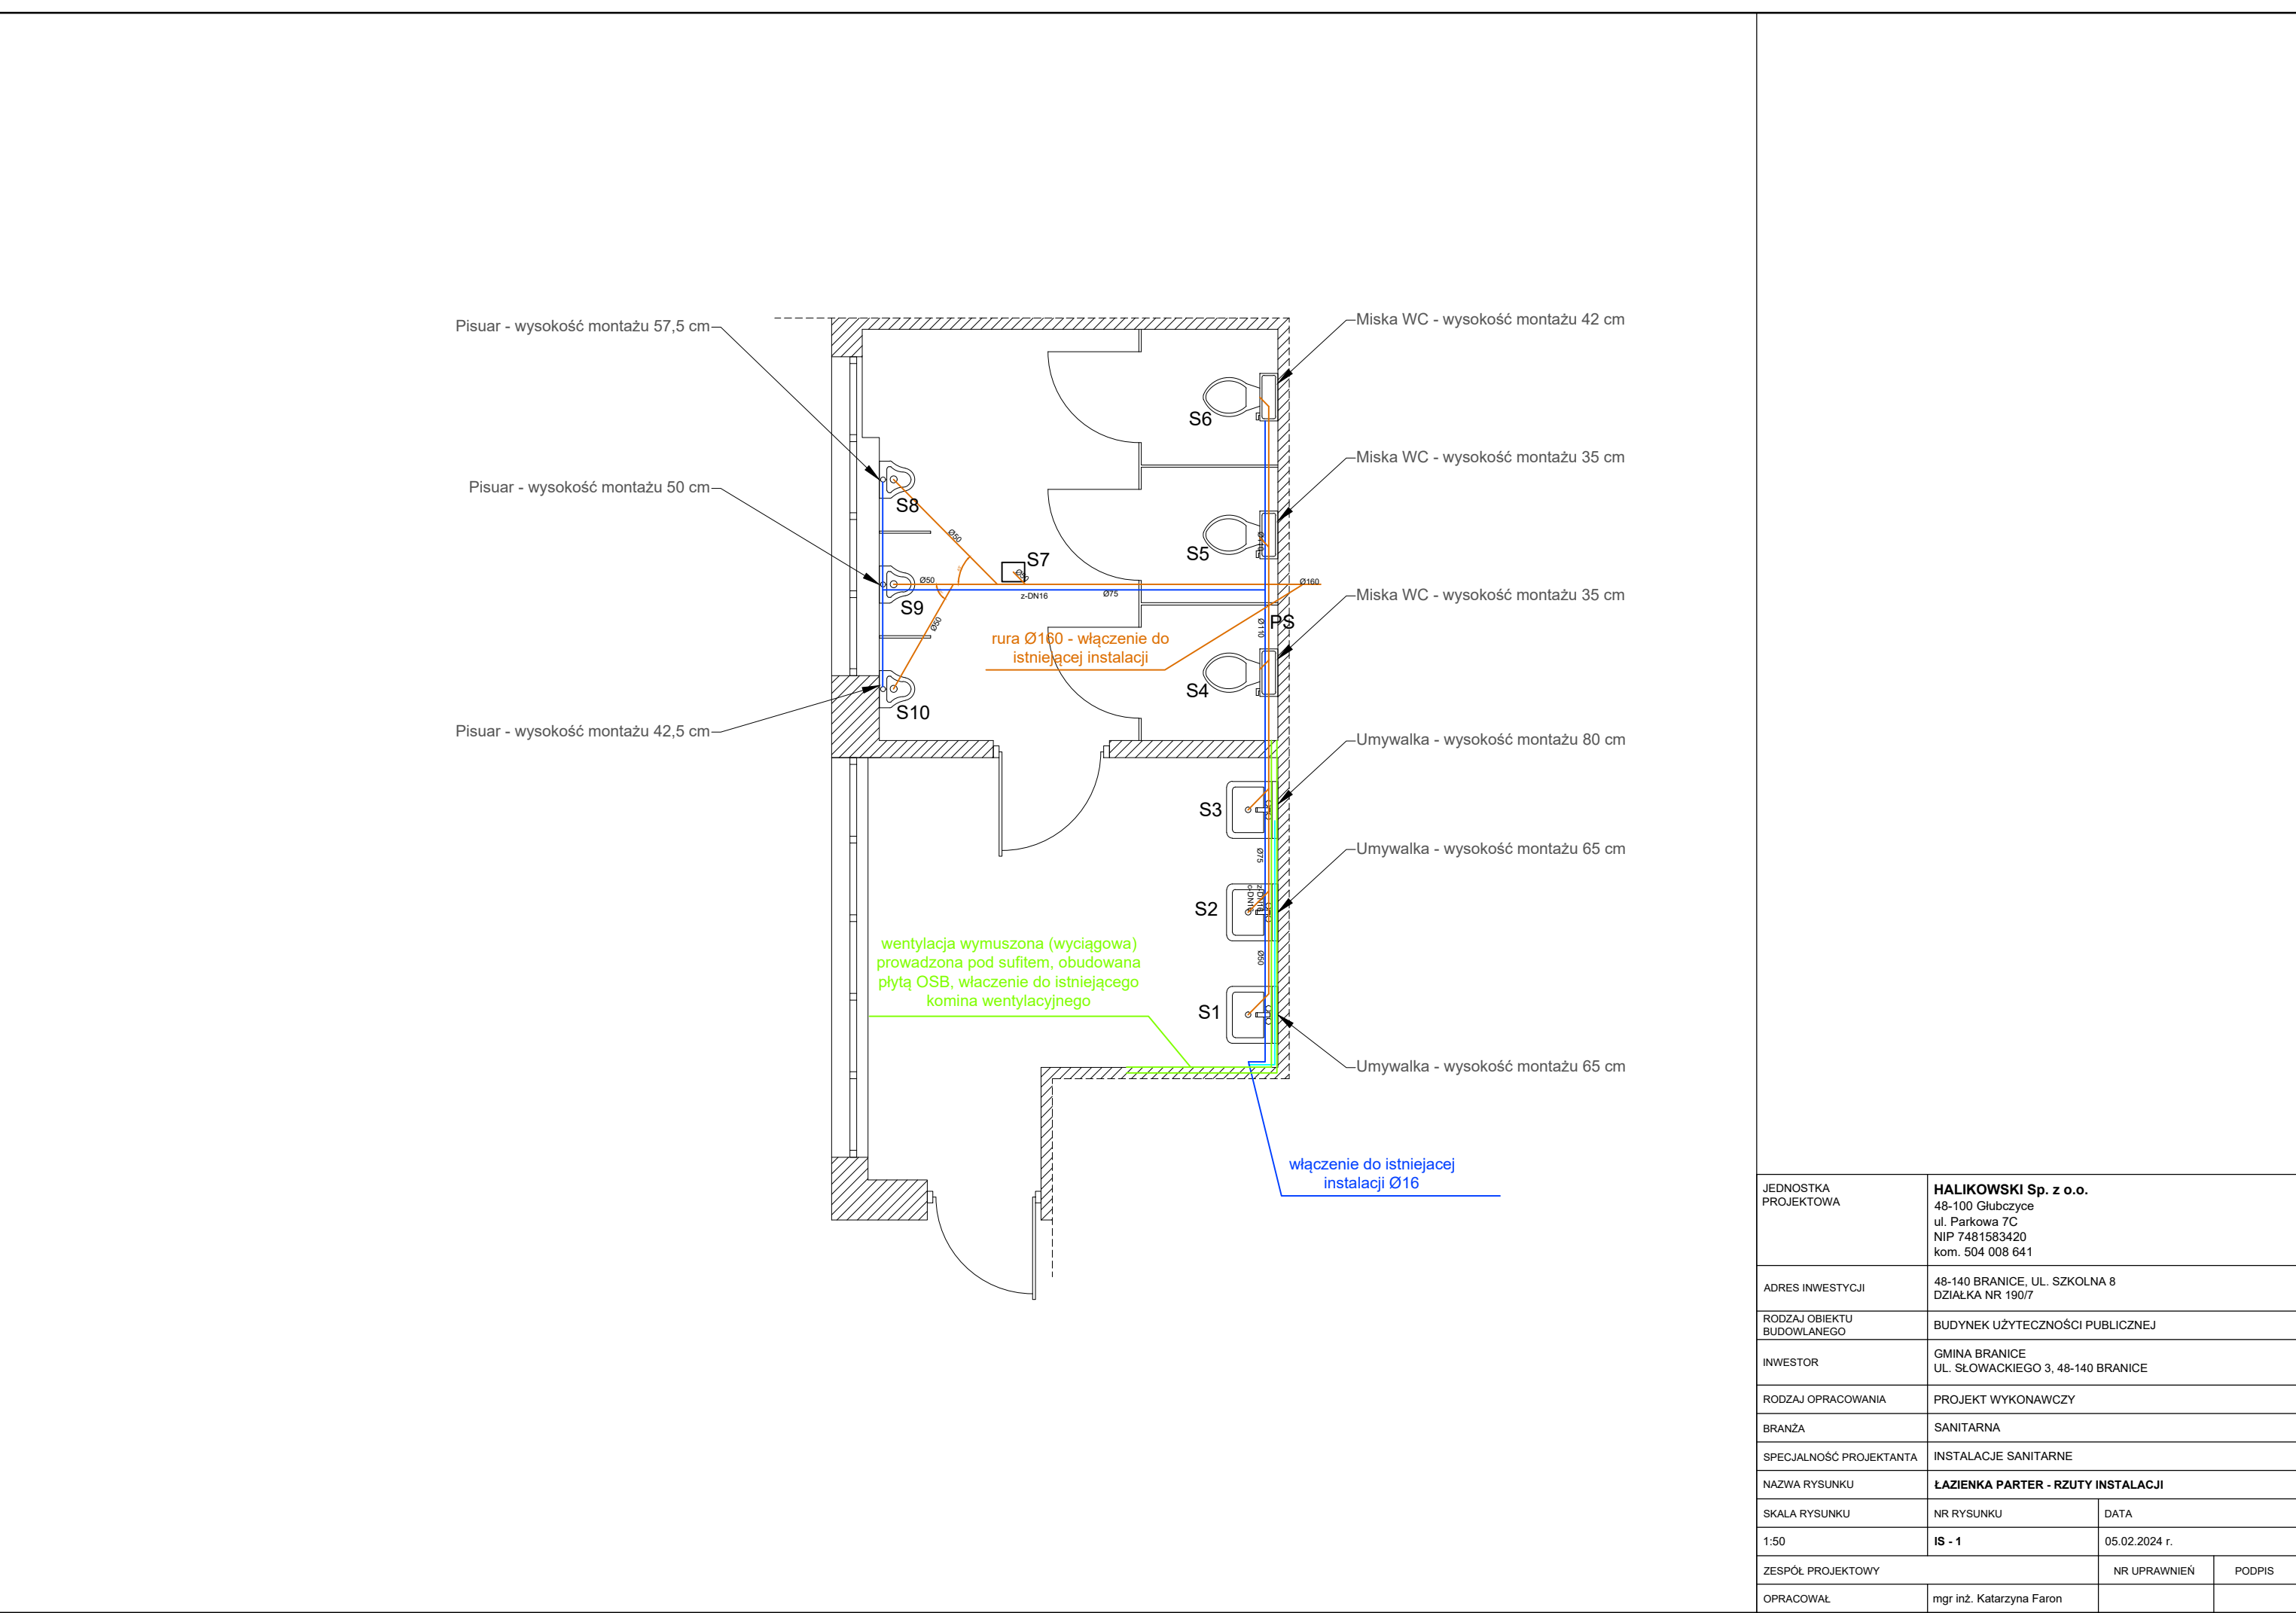 Pisuar - wysokość montażu 57,5 cm
Miska WC - wysokość montażu 42 cm
S6
Miska WC - wysokość montażu 35 cm
Pisuar - wysokość montażu 50 cm
S8
Ø50
S5
Ø110
S7
Ø50
Ø50
z-DN16
Ø75
Ø160
Miska WC - wysokość montażu 35 cm
S9
Ø50
Ø110
PS
rura Ø160 - włączenie do
istniejącej instalacji
S4
S10
Pisuar - wysokość montażu 42,5 cm
Umywalka - wysokość montażu 80 cm
S3
Ø75
Umywalka - wysokość montażu 65 cm
z-DN16
c-DN16
S2
Ø50
wentylacja wymuszona (wyciągowa)
prowadzona pod sufitem, obudowana
płytą OSB, właczenie do istniejącego
komina wentylacyjnego
S1
Umywalka - wysokość montażu 65 cm
włączenie do istniejacej
instalacji Ø16
JEDNOSTKA
PROJEKTOWA
HALIKOWSKI Sp. z o.o.
48-100 Głubczyce
ul. Parkowa 7C
NIP 7481583420
kom. 504 008 641
ADRES INWESTYCJI
48-140 BRANICE, UL. SZKOLNA 8
DZIAŁKA NR 190/7
RODZAJ OBIEKTU
BUDOWLANEGO
BUDYNEK UŻYTECZNOŚCI PUBLICZNEJ
INWESTOR
GMINA BRANICE
UL. SŁOWACKIEGO 3, 48-140 BRANICE
RODZAJ OPRACOWANIA
PROJEKT WYKONAWCZY
BRANŻA
SANITARNA
SPECJALNOŚĆ PROJEKTANTA
INSTALACJE SANITARNE
NAZWA RYSUNKU
ŁAZIENKA PARTER - RZUTY INSTALACJI
SKALA RYSUNKU
NR RYSUNKU
DATA
1:50
IS - 1
05.02.2024 r.
ZESPÓŁ PROJEKTOWY
NR UPRAWNIEŃ
PODPIS
OPRACOWAŁ
mgr inż. Katarzyna Faron